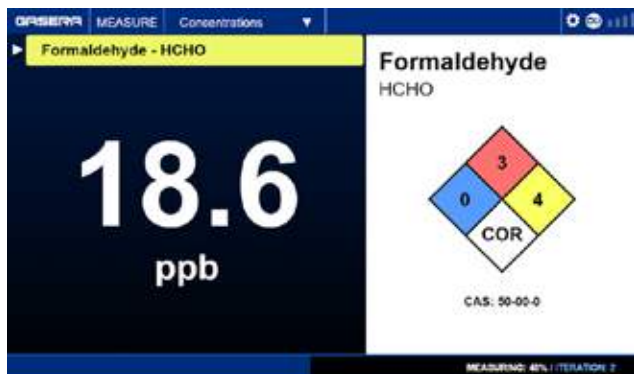 GASERA MEASURE Concentrations
Formaldehyde - HCHO
18.6
ppb
Formaldehyde
HCHO
3
0 4
COR
CAS: 50-00-0
MEASURING: 48% | ITERATION: 2